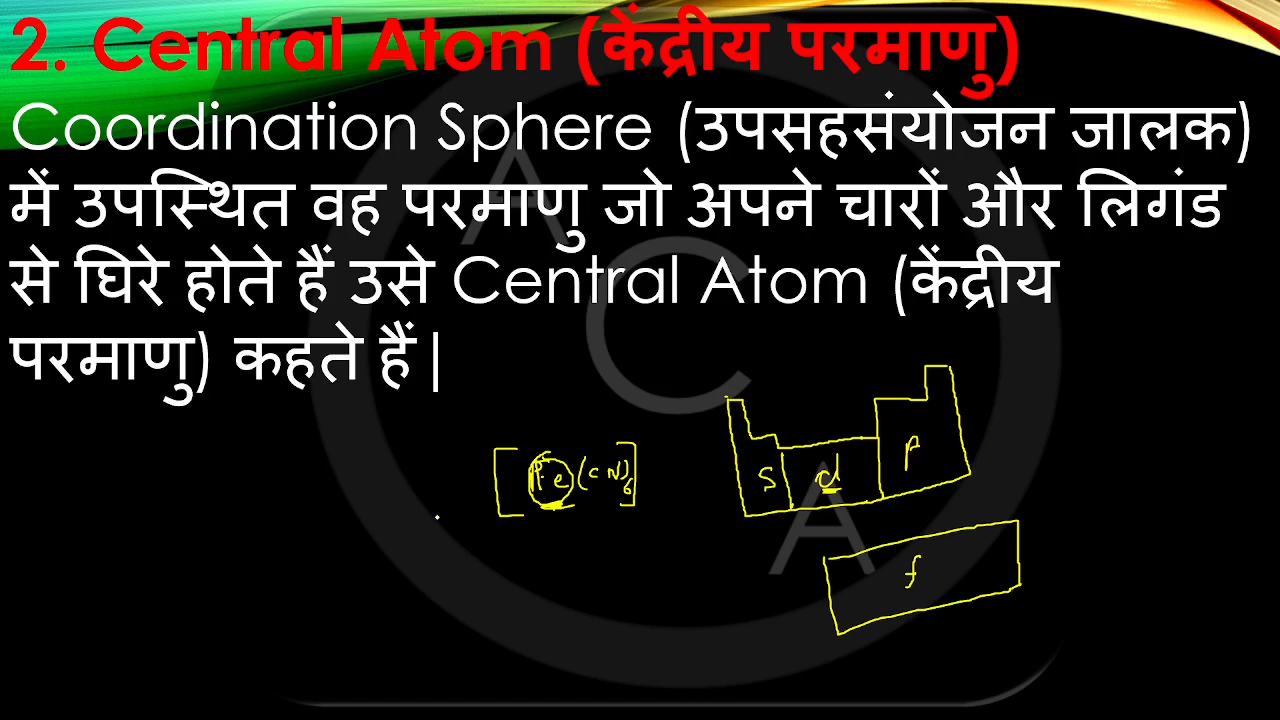 2. Central Atom (केंद्रीय परमाणु)
Coordination Sphere (उपसहसंयोजन जालक)
में उपस्थित वह परमाणु जो अपने चारों और लिगंड
से घिरे होते हैं उसे Central Atom (केंद्रीय
परमाणु) कहते हैं|
[Fe(CN)6]
s d p
f
A
C
A